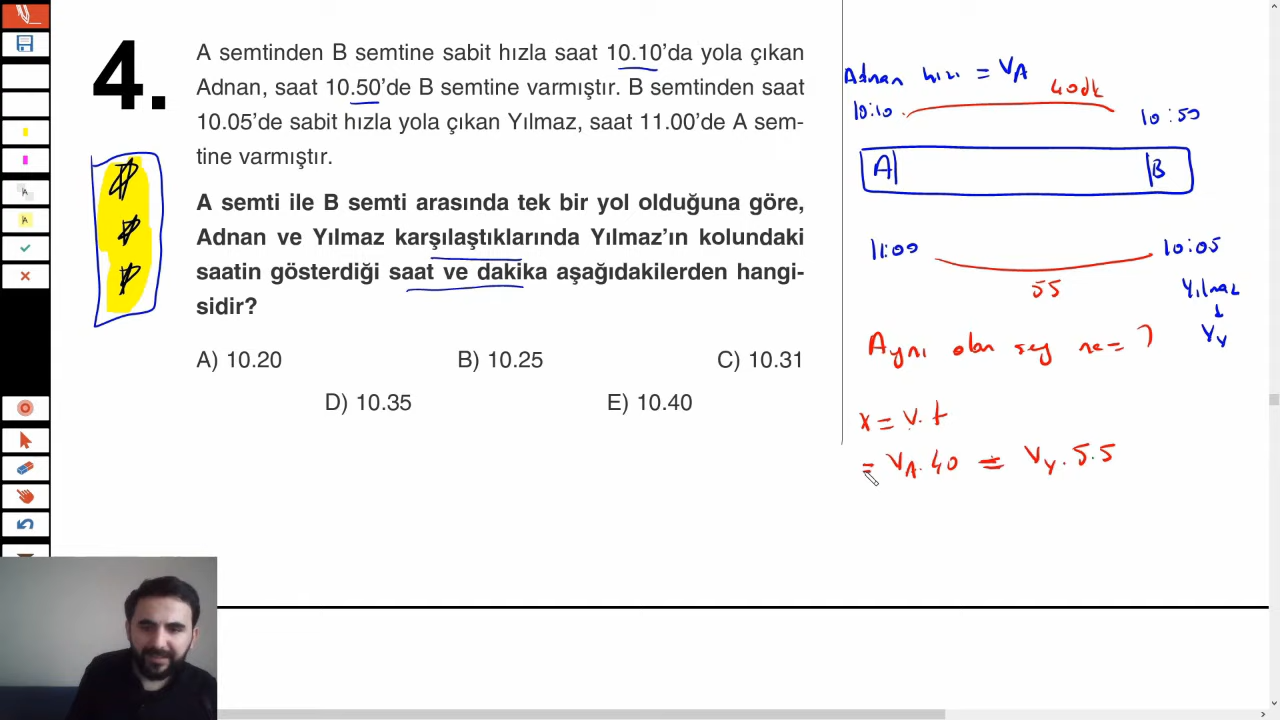 4.
A semtinden B semtine sabit hızla saat 10.10’da yola çıkan
Adnan, saat 10.50’de B semtine varmıştır. B semtinden saat
10.05’de sabit hızla yola çıkan Yılmaz, saat 11.00’de A sem-
tine varmıştır.
A semti ile B semti arasında tek bir yol olduğuna göre,
Adnan ve Yılmaz karşılaştıklarında Yılmaz’ın kolundaki
saatin gösterdiği saat ve dakika aşağıdakilerden hangi-
sidir?
A) 10.20 B) 10.25 C) 10.31
D) 10.35 E) 10.40
Adnan hızı = VA
40dk
10:10 10:50
A B
11:00 10:05
55
Yılmaz
↓
Vy
Aynı olan şey ne = ?
x = v.t
= VA.40 = Vy.55